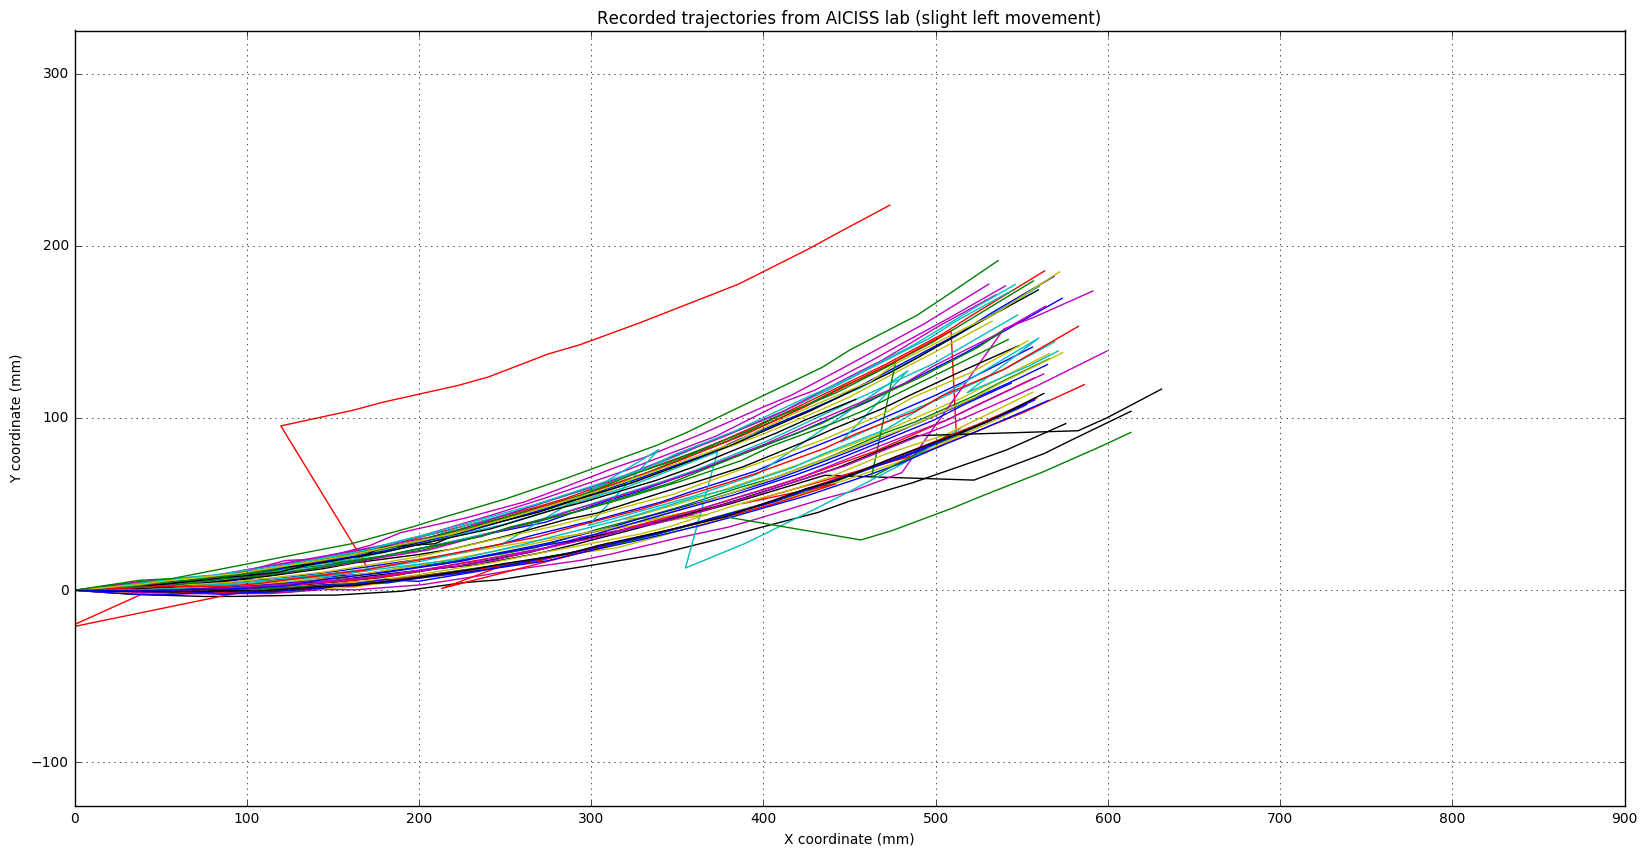 Recorded trajectories from AICISS lab (slight left movement)
300
200
100
0
−100
Y coordinate (mm)
0 100 200 300 400 500 600 700 800 900
X coordinate (mm)